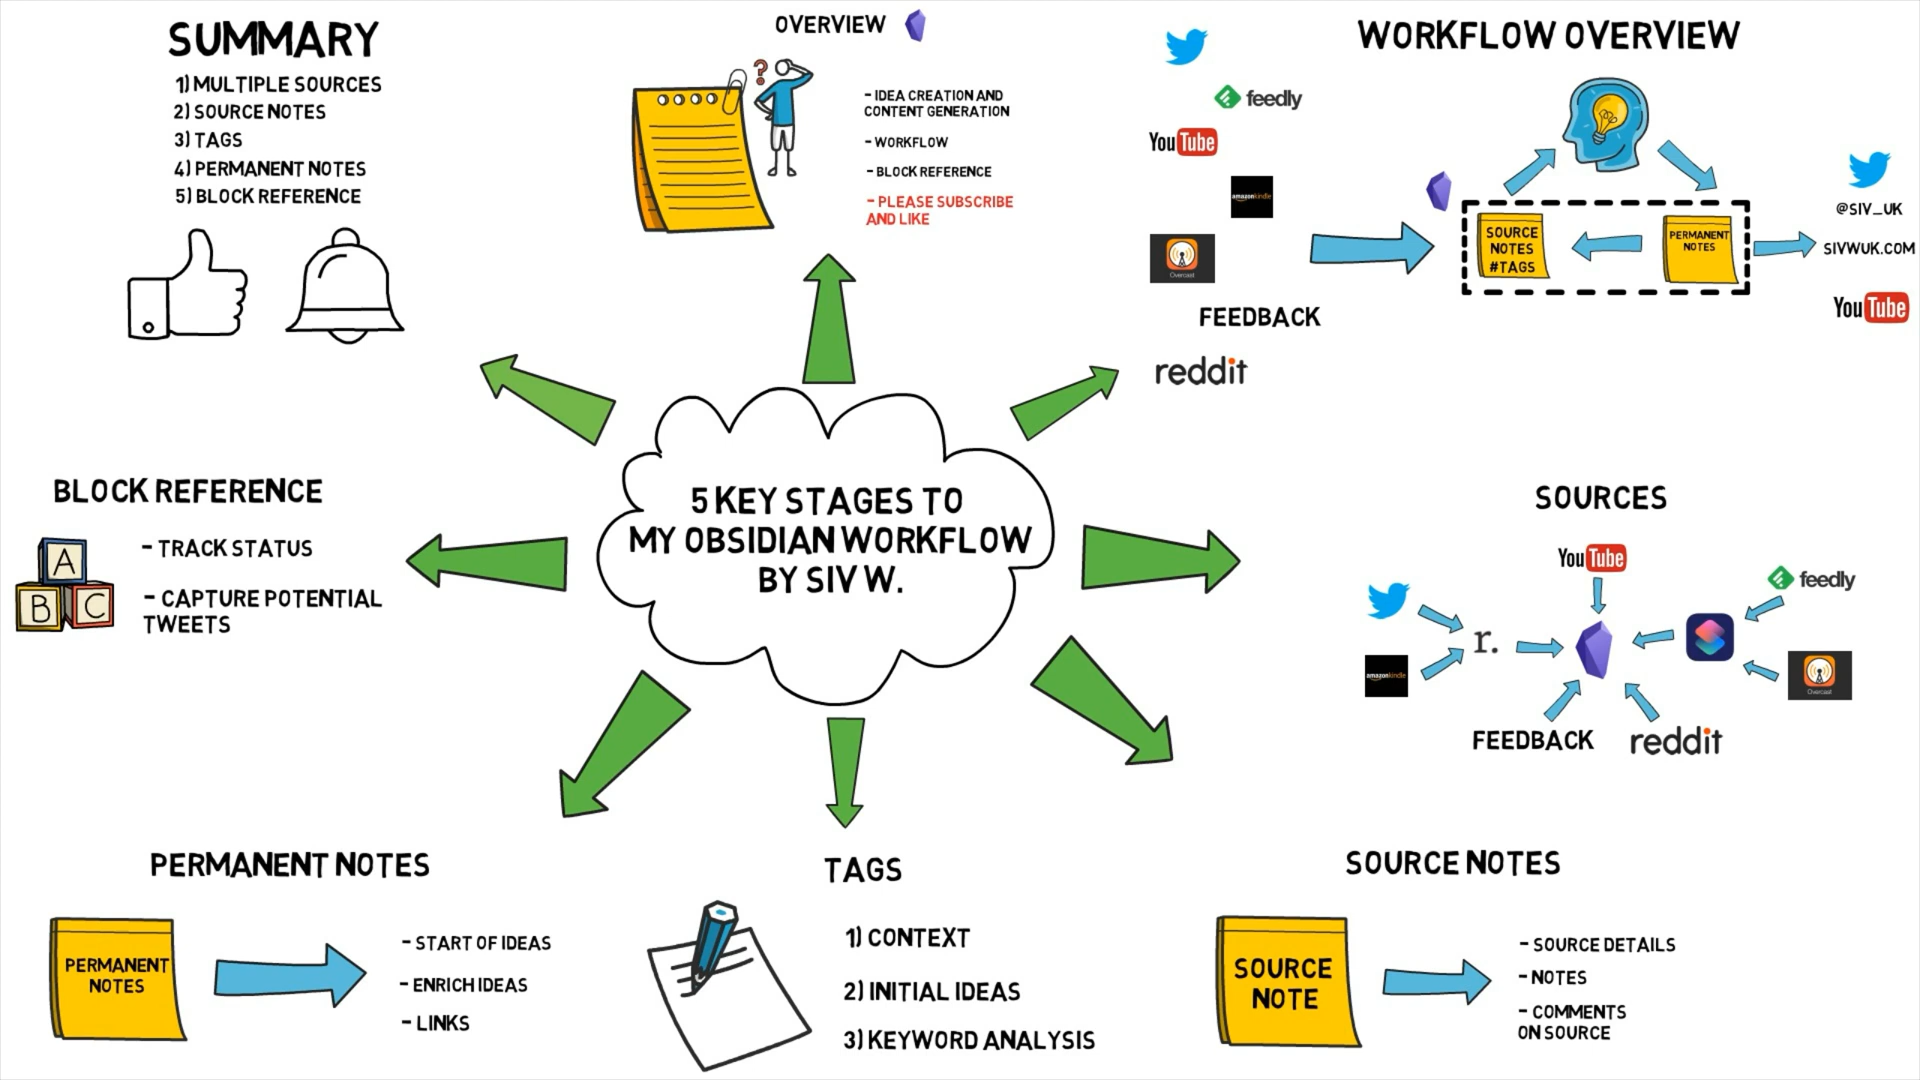 SUMMARY
1) MULTIPLE SOURCES
2) SOURCE NOTES
3) TAGS
4) PERMANENT NOTES
5) BLOCK REFERENCE
OVERVIEW
?
- IDEA CREATION AND
CONTENT GENERATION
- WORKFLOW
- BLOCK REFERENCE
- PLEASE SUBSCRIBE
AND LIKE
WORKFLOW OVERVIEW
feedly
YouTube
amazonkindle
Overcast
FEEDBACK
reddit
SOURCE
NOTES
#TAGS
PERMANENT
NOTES
@SIV_UK
SIVWUK.COM
YouTube
5 KEY STAGES TO
MY OBSIDIAN WORKFLOW
BY SIV W.
BLOCK REFERENCE
A
B C
- TRACK STATUS
- CAPTURE POTENTIAL
TWEETS
SOURCES
YouTube
feedly
r.
amazonkindle
Overcast
FEEDBACK
reddit
PERMANENT NOTES
PERMANENT
NOTES
- START OF IDEAS
- ENRICH IDEAS
- LINKS
TAGS
1) CONTEXT
2) INITIAL IDEAS
3) KEYWORD ANALYSIS
SOURCE NOTES
SOURCE
NOTE
- SOURCE DETAILS
- NOTES
- COMMENTS
ON SOURCE